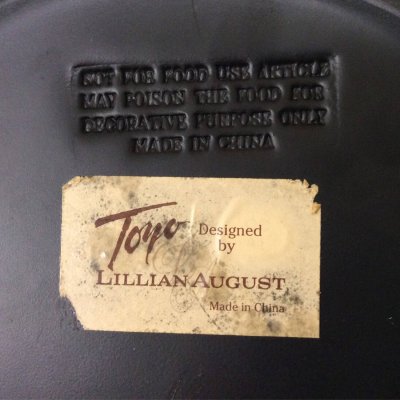 NOT FOR FOOD USE ARTICLE
MAY POISON THE FOOD FOR
DECORATIVE PURPOSE ONLY
MADE IN CHINA
Toyo Designed
by
LILLIAN AUGUST
Made in China